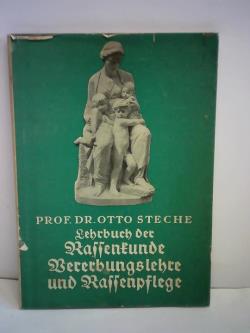 PROF. DR. OTTO STECHE
Lehrbuch der
Rassenkunde
Vererbungslehre
und Rassenpflege